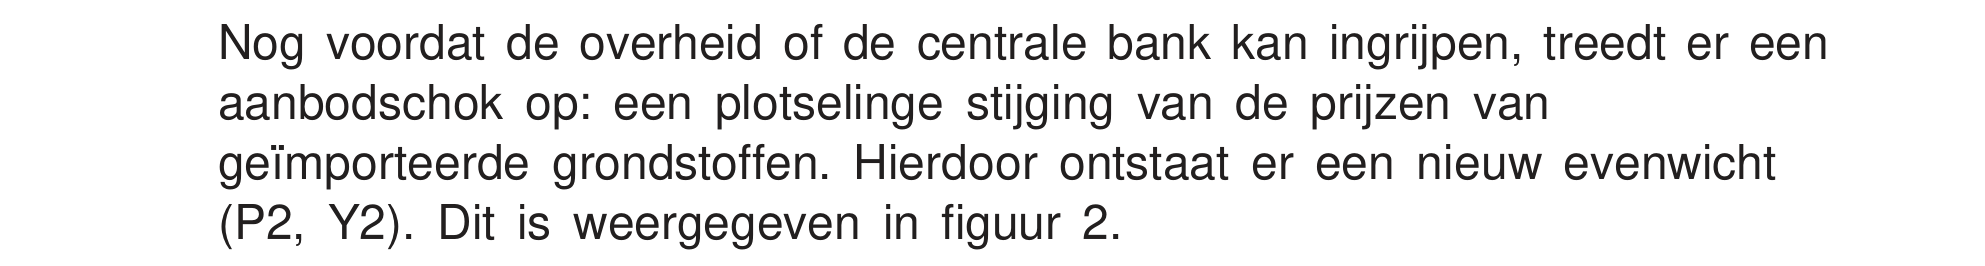 Nog voordat de overheid of de centrale bank kan ingrijpen, treedt er een
aanbodschok op: een plotselinge stijging van de prijzen van
geïmporteerde grondstoffen. Hierdoor ontstaat er een nieuw evenwicht
(P2, Y2). Dit is weergegeven in figuur 2.